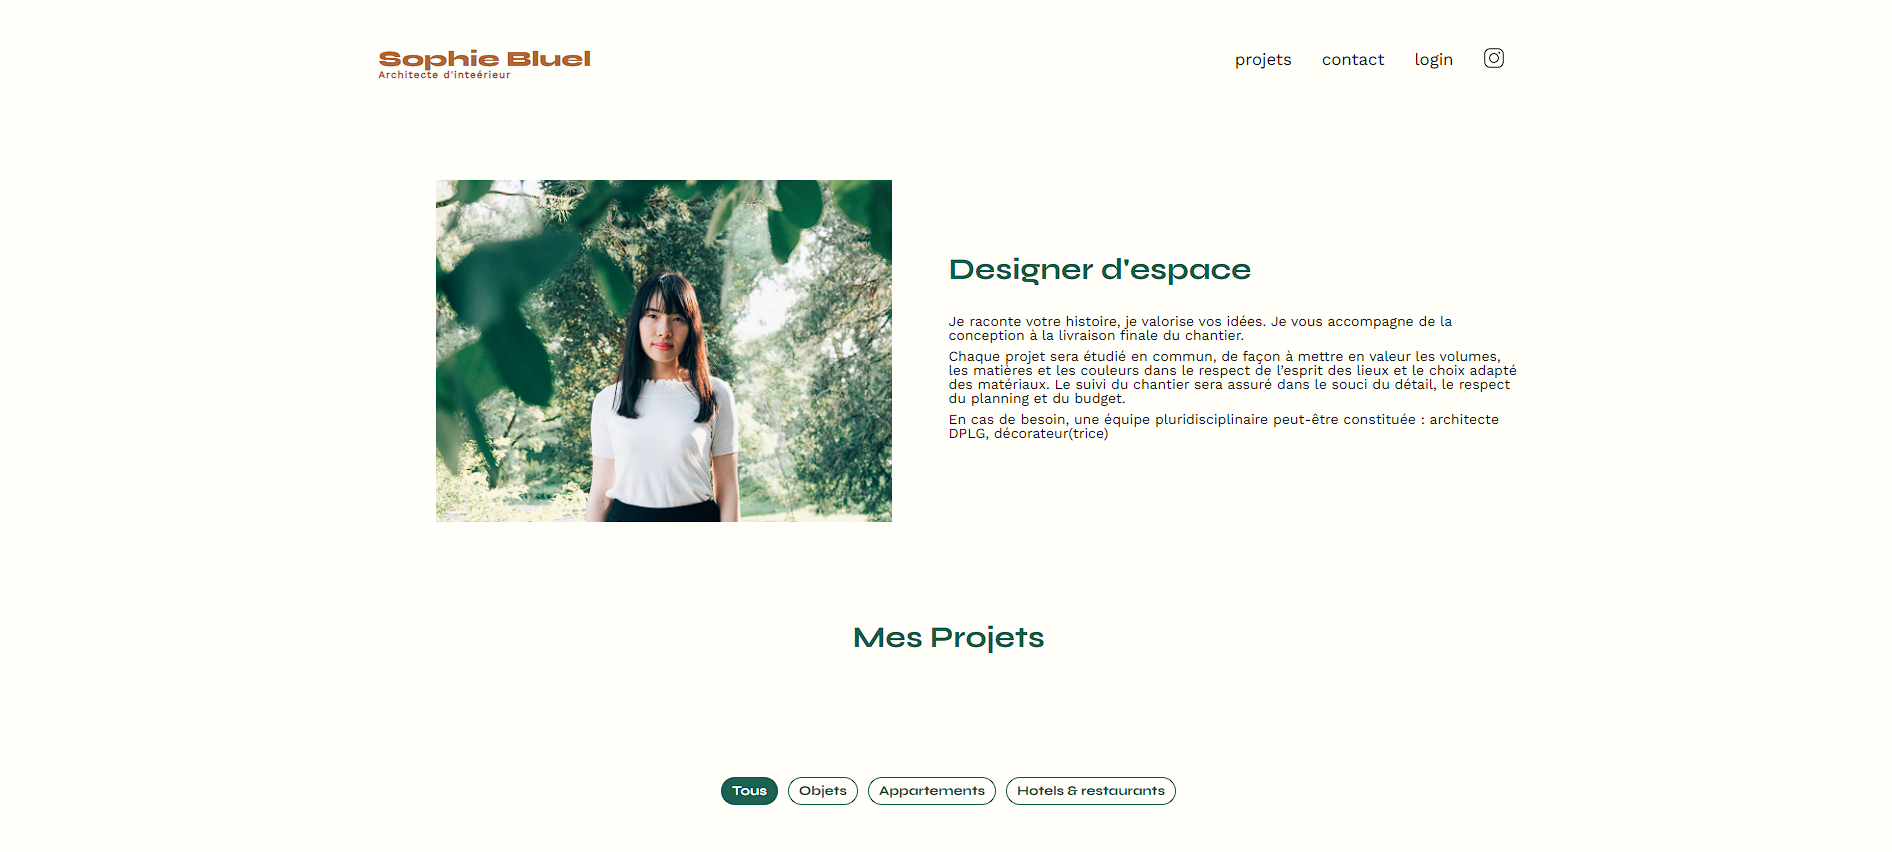 Sophie Bluel
Architecte d'inteérieur
projets
contact
login
Designer d'espace
Je raconte votre histoire, je valorise vos idées. Je vous accompagne de la
conception à la livraison finale du chantier.
Chaque projet sera étudié en commun, de façon à mettre en valeur les volumes,
les matières et les couleurs dans le respect de l’esprit des lieux et le choix adapté
des matériaux. Le suivi du chantier sera assuré dans le souci du détail, le respect
du planning et du budget.
En cas de besoin, une équipe pluridisciplinaire peut-être constituée : architecte
DPLG, décorateur(trice)
Mes Projets
Tous
Objets
Appartements
Hotels & restaurants